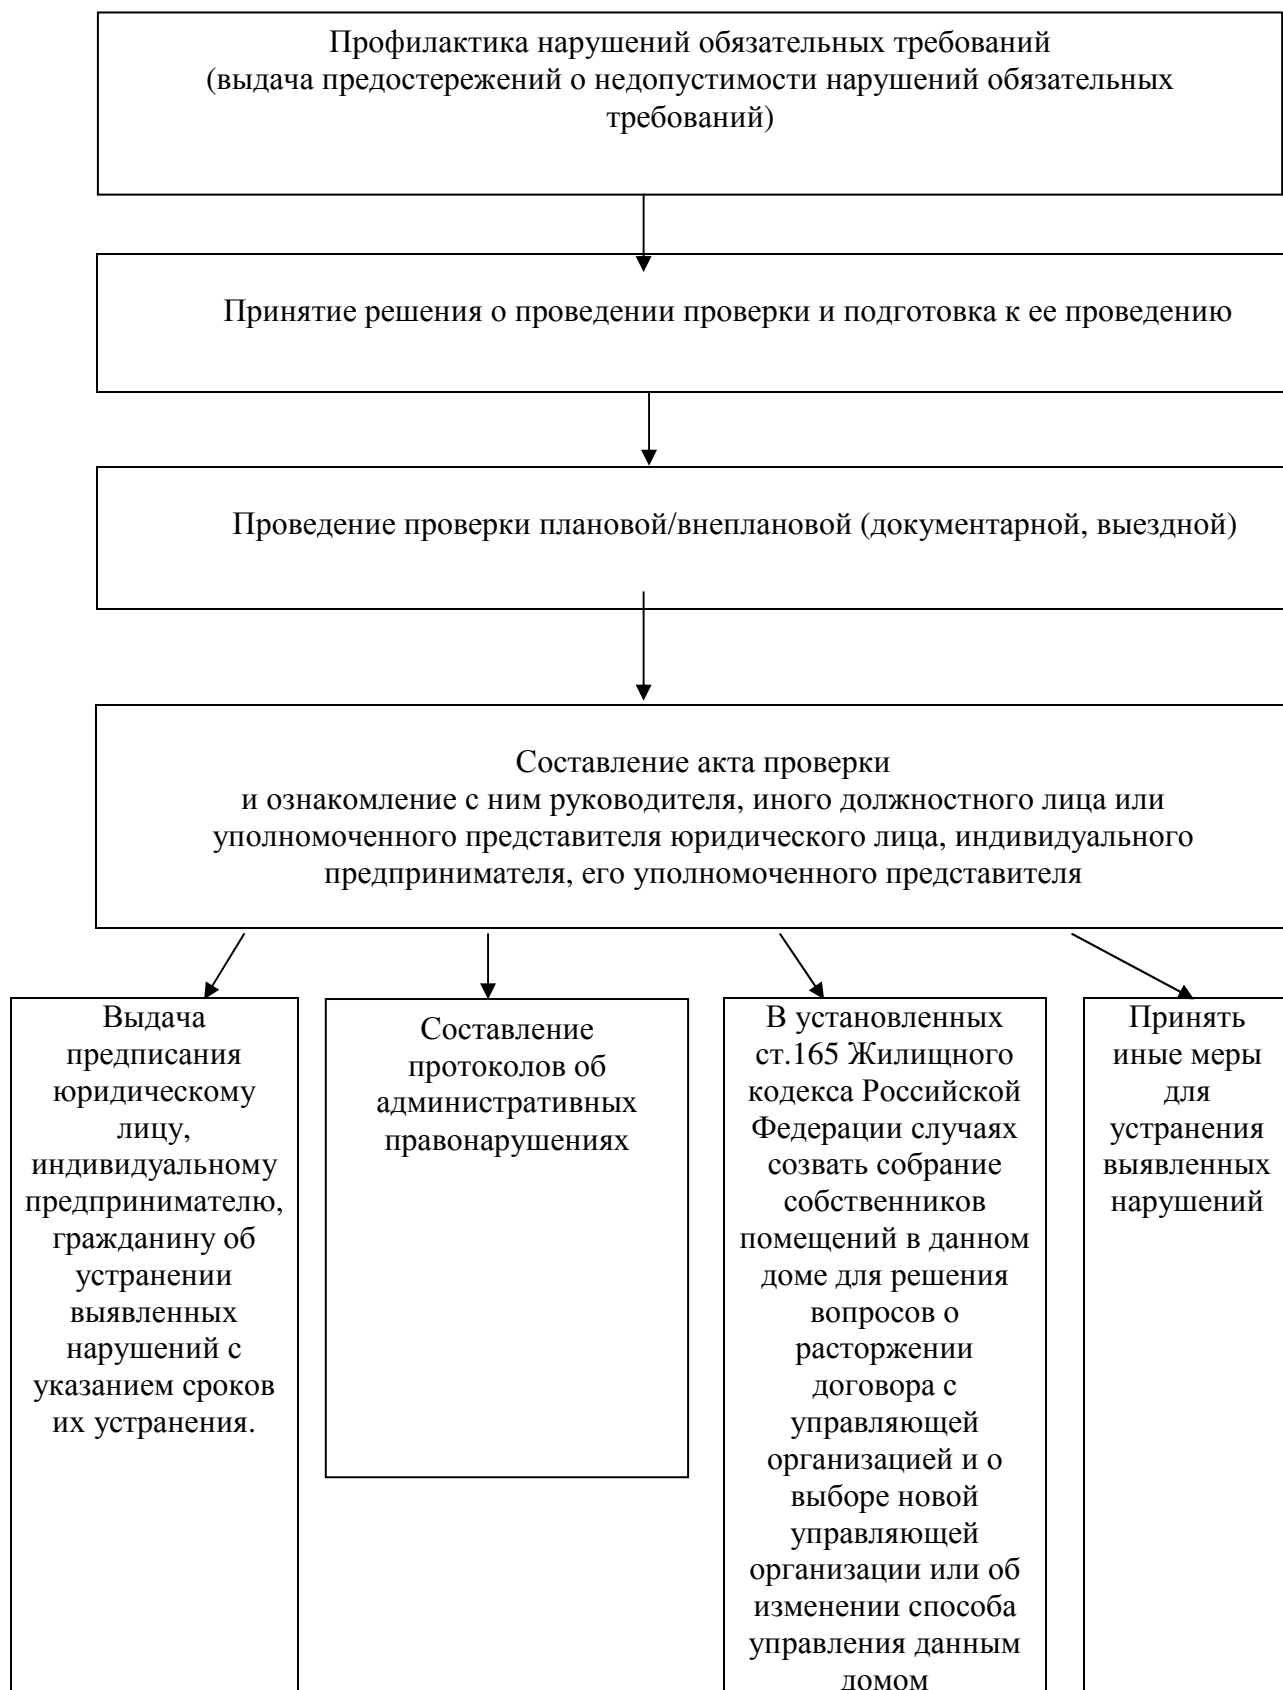 Профилактика нарушений обязательных требований
(выдача предостережений о недопустимости нарушений обязательных
требований)
Принятие решения о проведении проверки и подготовка к ее проведению
Проведение проверки плановой/внеплановой (документарной, выездной)
Составление акта проверки
и ознакомление с ним руководителя, иного должностного лица или
уполномоченного представителя юридического лица, индивидуального
предпринимателя, его уполномоченного представителя
Выдача
предписания
юридическому
лицу,
индивидуальному
предпринимателю,
гражданину об
устранении
выявленных
нарушений с
указанием сроков
их устранения.
Составление
протоколов об
административных
правонарушениях
В установленных
ст.165 Жилищного
кодекса Российской
Федерации случаях
созвать собрание
собственников
помещений в данном
доме для решения
вопросов о
расторжении
договора с
управляющей
организацией и о
выборе новой
управляющей
организации или об
изменении способа
управления данным
домом
Принять
иные меры
для
устранения
выявленных
нарушений